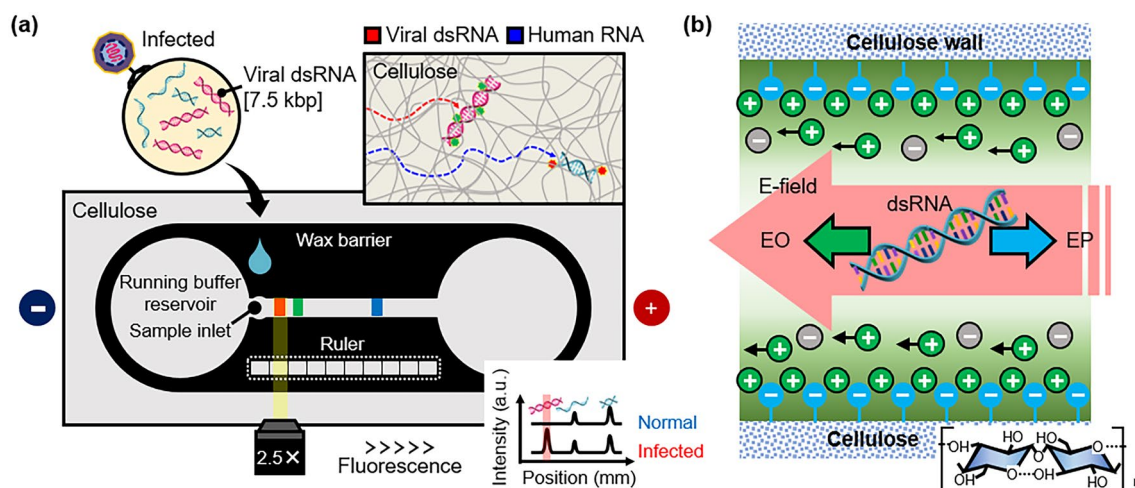 (a)
Infected
Viral dsRNA
[7.5 kbp]
Viral dsRNA Human RNA
Cellulose
Cellulose
Wax barrier
Running buffer
reservoir
Sample inlet
-
+
Ruler
2.5×
>>>>>
Fluorescence
Intensity (a.u.)
Normal
Infected
Position (mm)
(b)
Cellulose wall
E-field
dsRNA
EO
EP
Cellulose
HO
HO
OH
O
OH
O
OH
O
OH
HO
OH